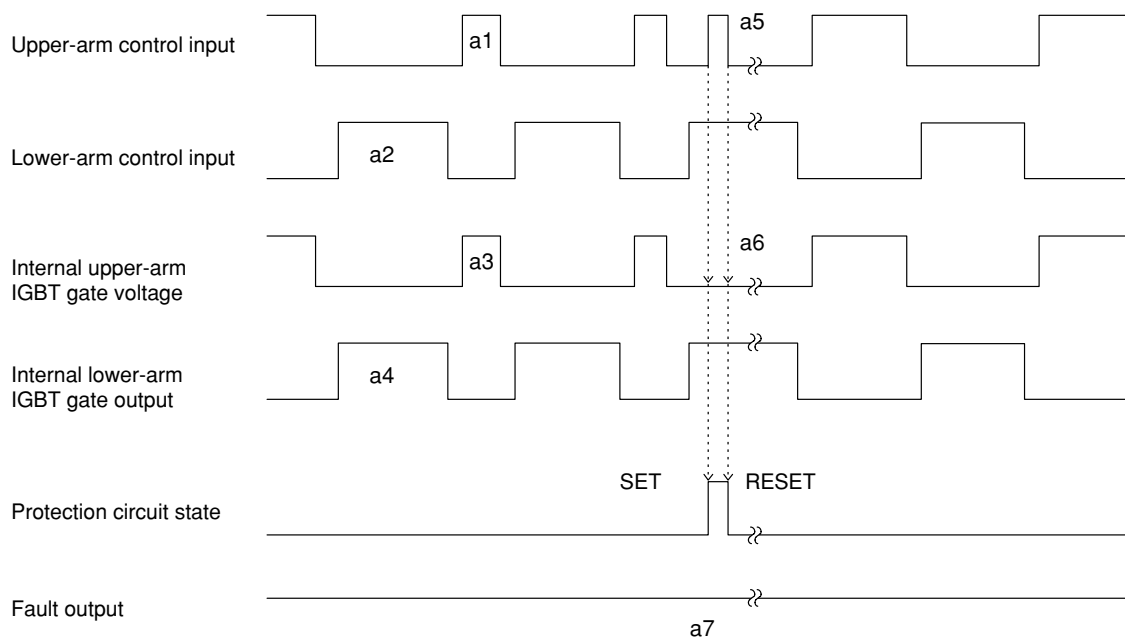 Upper-arm control input
a1
a5
Lower-arm control input
a2
Internal upper-arm
IGBT gate voltage
a3
a6
Internal lower-arm
IGBT gate output
a4
SET
RESET
Protection circuit state
Fault output
a7